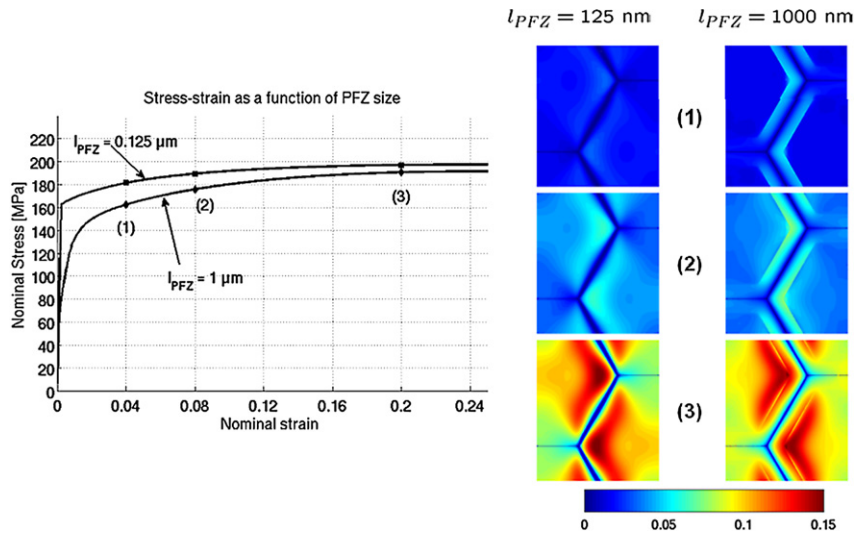 Stress-strain as a function of PFZ size
Nominal Stress [MPa]
220
200
180
160
140
120
100
80
60
40
20
0
l_PFZ = 0.125 µm
l_PFZ = 1 µm
(1)
(2)
(3)
0 0.04 0.08 0.12 0.16 0.2 0.24
Nominal strain
l_PFZ = 125 nm
l_PFZ = 1000 nm
(1)
(2)
(3)
0 0.05 0.1 0.15